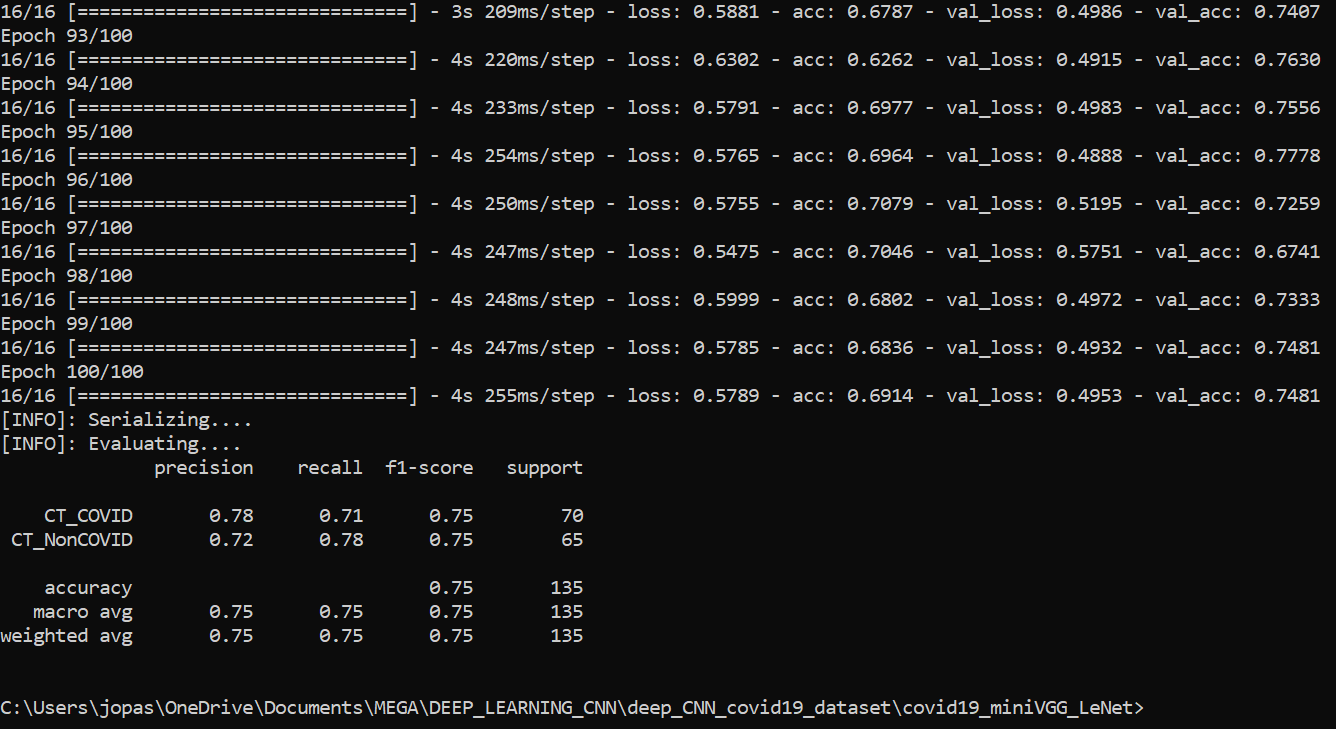 16/16 [==============================] - 3s 209ms/step - loss: 0.5881 - acc: 0.6787 - val_loss: 0.4986 - val_acc: 0.7407
Epoch 93/100
16/16 [==============================] - 4s 220ms/step - loss: 0.6302 - acc: 0.6262 - val_loss: 0.4915 - val_acc: 0.7630
Epoch 94/100
16/16 [==============================] - 4s 233ms/step - loss: 0.5791 - acc: 0.6977 - val_loss: 0.4983 - val_acc: 0.7556
Epoch 95/100
16/16 [==============================] - 4s 254ms/step - loss: 0.5765 - acc: 0.6964 - val_loss: 0.4888 - val_acc: 0.7778
Epoch 96/100
16/16 [==============================] - 4s 250ms/step - loss: 0.5755 - acc: 0.7079 - val_loss: 0.5195 - val_acc: 0.7259
Epoch 97/100
16/16 [==============================] - 4s 247ms/step - loss: 0.5475 - acc: 0.7046 - val_loss: 0.5751 - val_acc: 0.6741
Epoch 98/100
16/16 [==============================] - 4s 248ms/step - loss: 0.5999 - acc: 0.6802 - val_loss: 0.4972 - val_acc: 0.7333
Epoch 99/100
16/16 [==============================] - 4s 247ms/step - loss: 0.5785 - acc: 0.6836 - val_loss: 0.4932 - val_acc: 0.7481
Epoch 100/100
16/16 [==============================] - 4s 255ms/step - loss: 0.5789 - acc: 0.6914 - val_loss: 0.4953 - val_acc: 0.7481
[INFO]: Serializing....
[INFO]: Evaluating....
              precision    recall  f1-score   support
    CT_COVID       0.78      0.71      0.75        70
 CT_NonCOVID       0.72      0.78      0.75        65
    accuracy                           0.75       135
   macro avg       0.75      0.75      0.75       135
weighted avg       0.75      0.75      0.75       135
C:\Users\jopas\OneDrive\Documents\MEGA\DEEP_LEARNING_CNN\deep_CNN_covid19_dataset\covid19_miniVGG_LeNet>